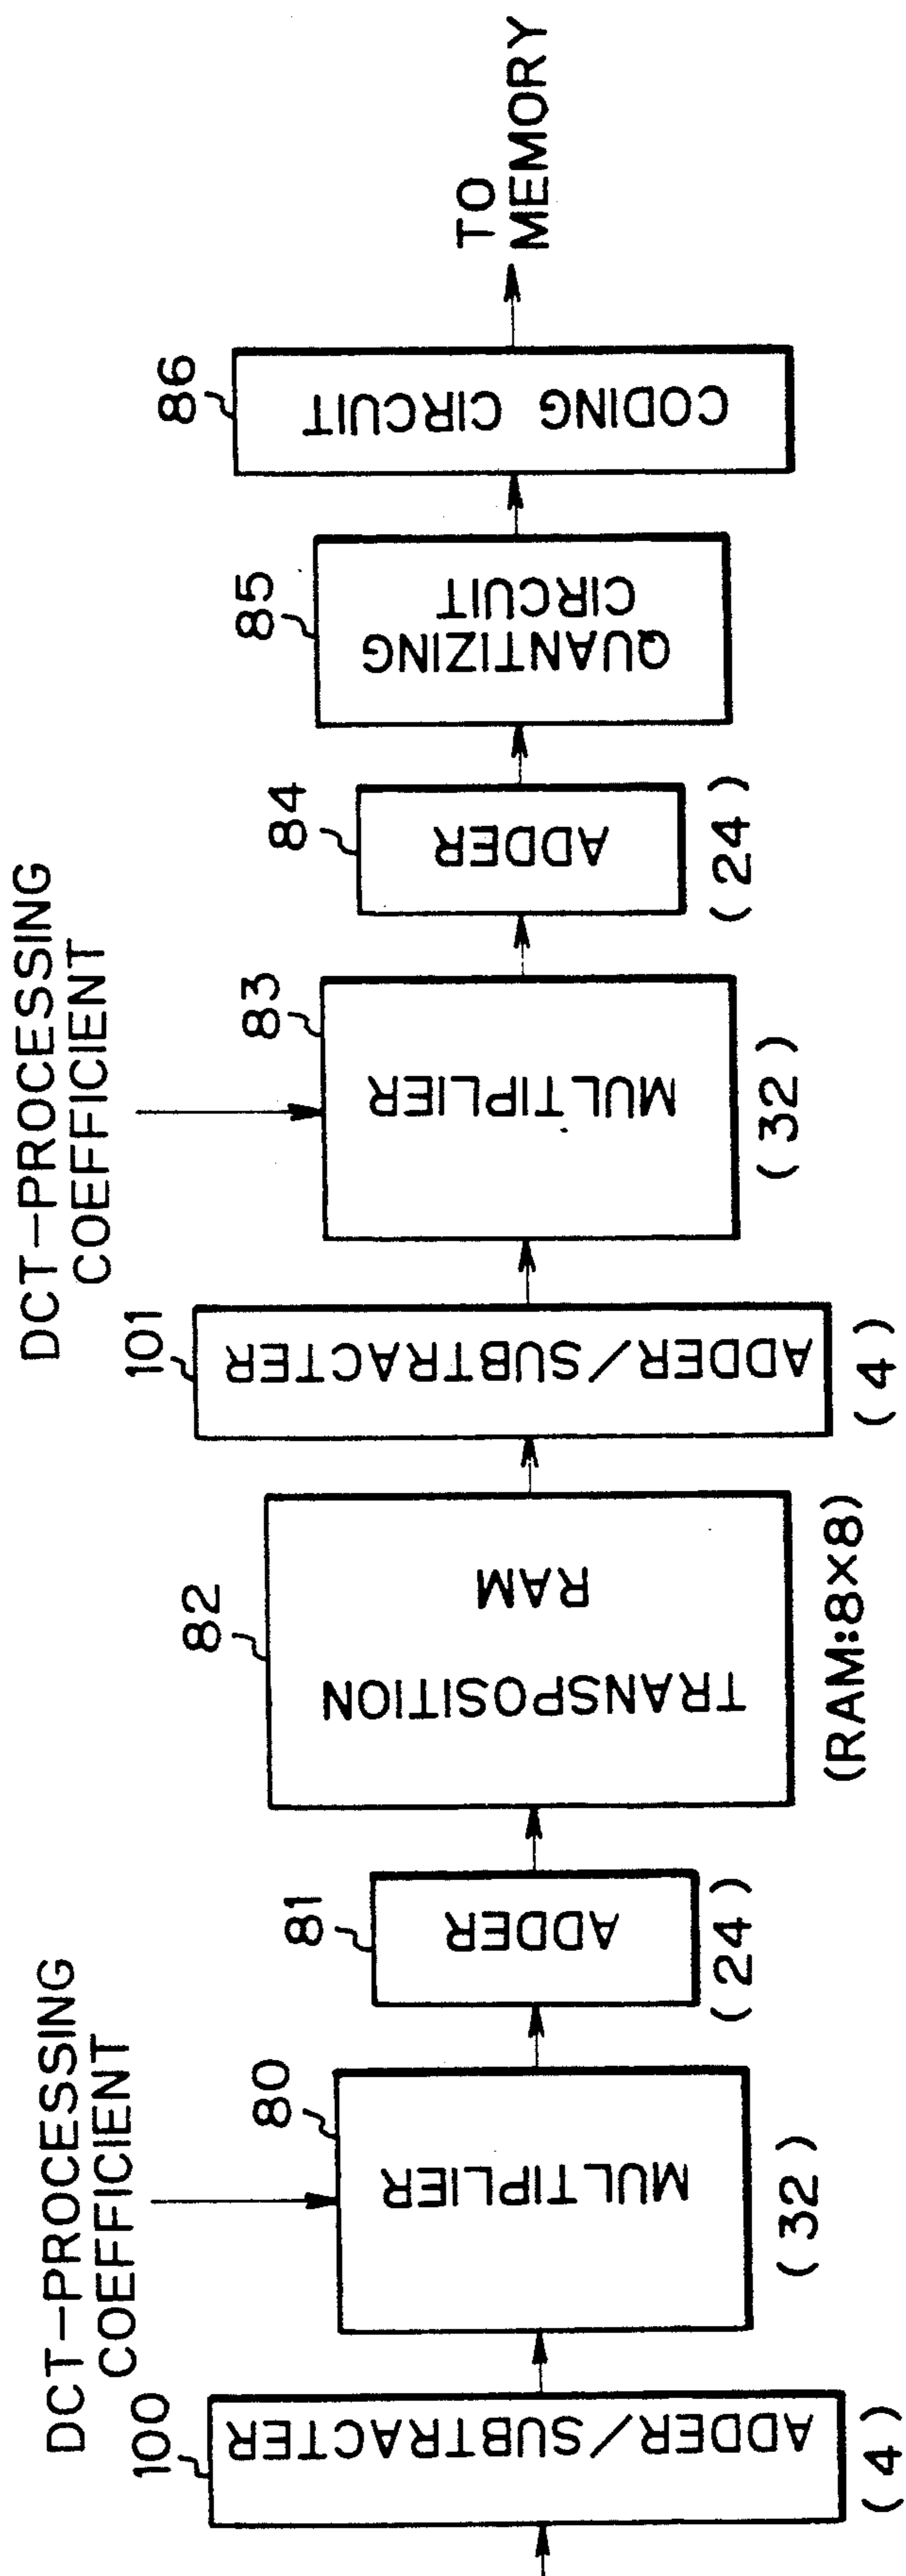 DCT-PROCESSING
COEFFICIENT
DCT-PROCESSING
COEFFICIENT
100
ADDER/SUBTRACTER
(4)
80
MULTIPLIER
(32)
81
ADDER
(24)
82
TRANSPOSITION
RAM
(RAM:8×8)
101
ADDER/SUBTRACTER
(4)
83
MULTIPLIER
(32)
84
ADDER
(24)
85
QUANTIZING
CIRCUIT
86
CODING CIRCUIT
TO
MEMORY